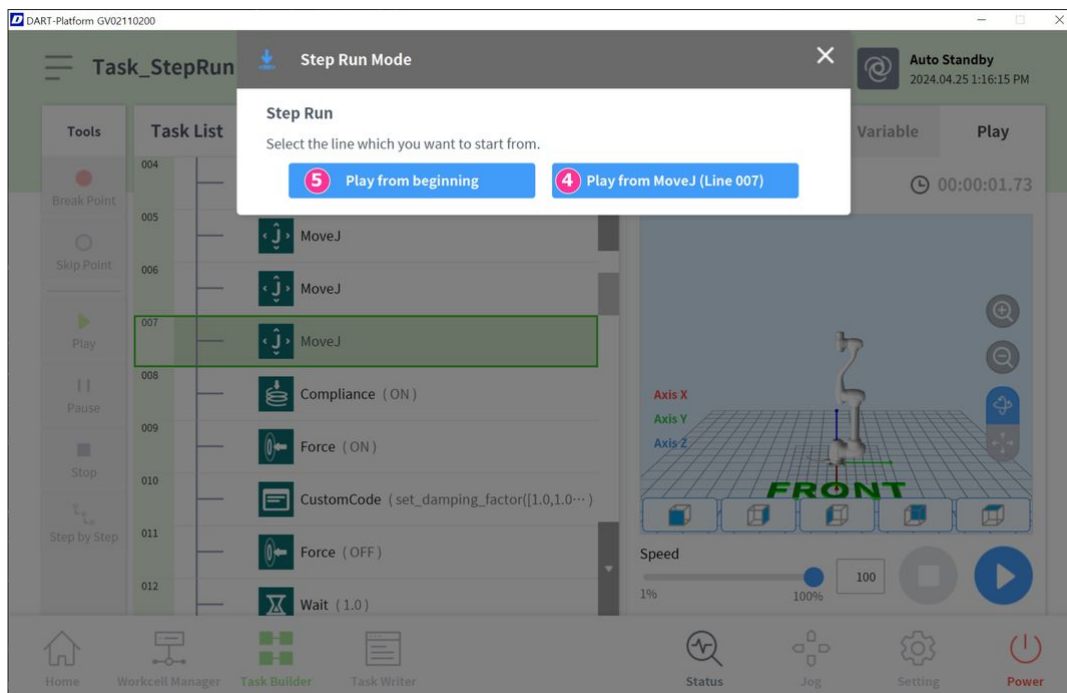 DART-Platform GV02110200
Task_StepRun
Step Run Mode
Auto Standby
2024.04.25 1:16:15 PM
Step Run
Select the line which you want to start from.
5 Play from beginning
4 Play from MoveJ (Line 007)
Tools
Task List
Variable
Play
00:00:01.73
Break Point
Skip Point
Play
Pause
Stop
Step by Step
004
005
MoveJ
006
MoveJ
007
MoveJ
008
Compliance ( ON )
009
Force ( ON )
010
CustomCode ( set_damping_factor([1.0,1.0··· )
011
Force ( OFF )
012
Wait ( 1.0 )
Axis X
Axis Y
Axis Z
FRONT
Speed
1%
100%
100
Home
Workcell Manager
Task Builder
Task Writer
Status
Jog
Setting
Power